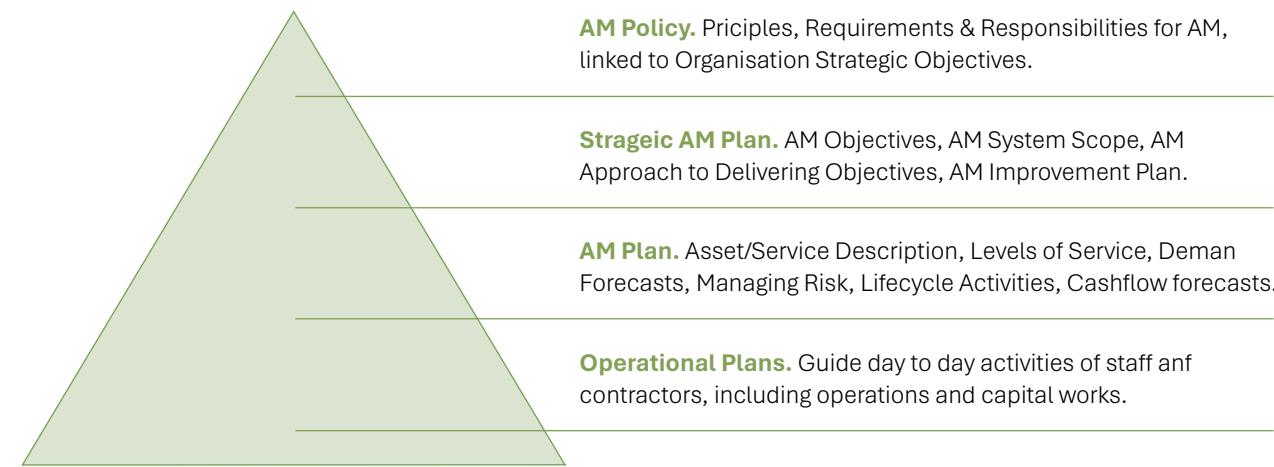 AM Policy. Priciples, Requirements & Responsibilities for AM,
linked to Organisation Strategic Objectives.
Strageic AM Plan. AM Objectives, AM System Scope, AM
Approach to Delivering Objectives, AM Improvement Plan.
AM Plan. Asset/Service Description, Levels of Service, Deman
Forecasts, Managing Risk, Lifecycle Activities, Cashflow forecasts.
Operational Plans. Guide day to day activities of staff anf
contractors, including operations and capital works.